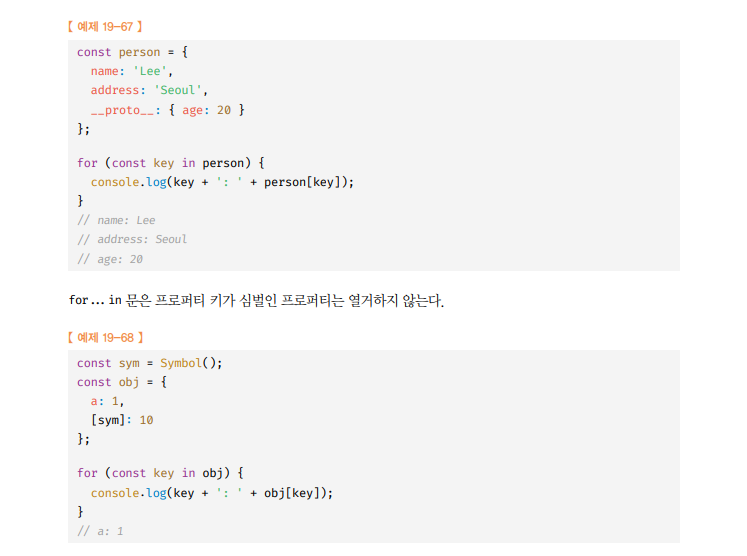 【 예제 19-67 】
const person = {
  name: 'Lee',
  address: 'Seoul',
  __proto__: { age: 20 }
};
for (const key in person) {
  console.log(key + ': ' + person[key]);
}
// name: Lee
// address: Seoul
// age: 20
for...in 문은 프로퍼티 키가 심벌인 프로퍼티는 열거하지 않는다.
【 예제 19-68 】
const sym = Symbol();
const obj = {
  a: 1,
  [sym]: 10
};
for (const key in obj) {
  console.log(key + ': ' + obj[key]);
}
// a: 1